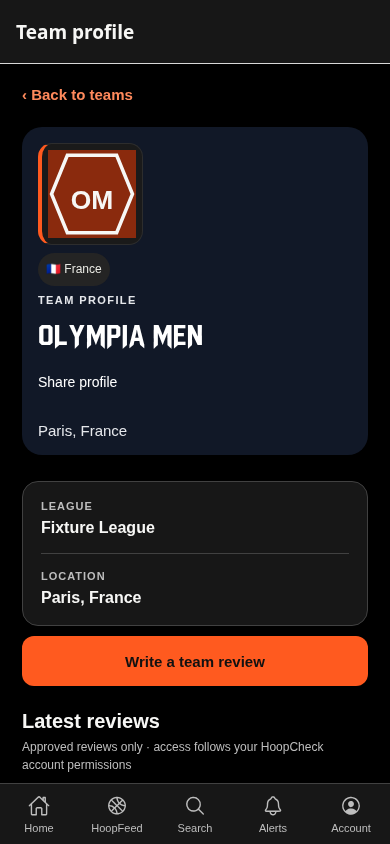 Team profile
‹ Back to teams
OM
🇫🇷 France
TEAM PROFILE
OLYMPIA MEN
Share profile
Paris, France
LEAGUE
Fixture League
LOCATION
Paris, France
Write a team review
Latest reviews
Approved reviews only · access follows your HoopCheck
account permissions
Home HoopFeed Search Alerts Account